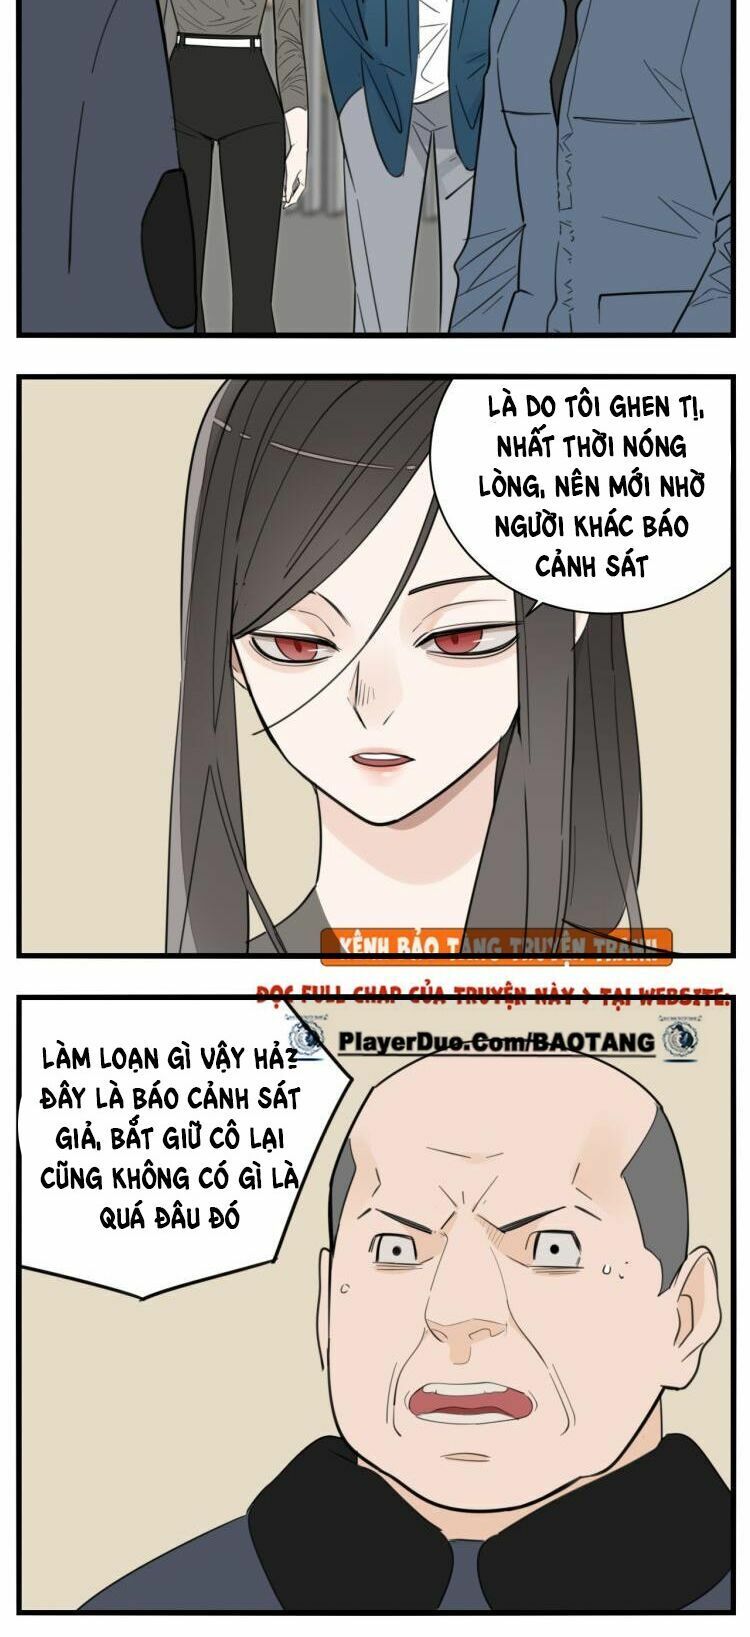 LÀ DO TÔI GHEN TỊ,
NHẤT THỜI NÓNG
LÒNG, NÊN MỚI NHỜ
NGƯỜI KHÁC BÁO
CẢNH SÁT
KÊNH BẢO TÀNG TRUYỆN TRANH
ĐỌC FULL CHAP CỦA TRUYỆN NÀY > TẠI WEBSITE:
PlayerDuo.Com/BAOTANG
LÀM LOẠN GÌ VẬY HẢ?
ĐÂY LÀ BÁO CẢNH SÁT
GIẢ, BẮT GIỮ CÔ LẠI
CŨNG KHÔNG CÓ GÌ LÀ
QUÁ ĐÂU ĐÓ